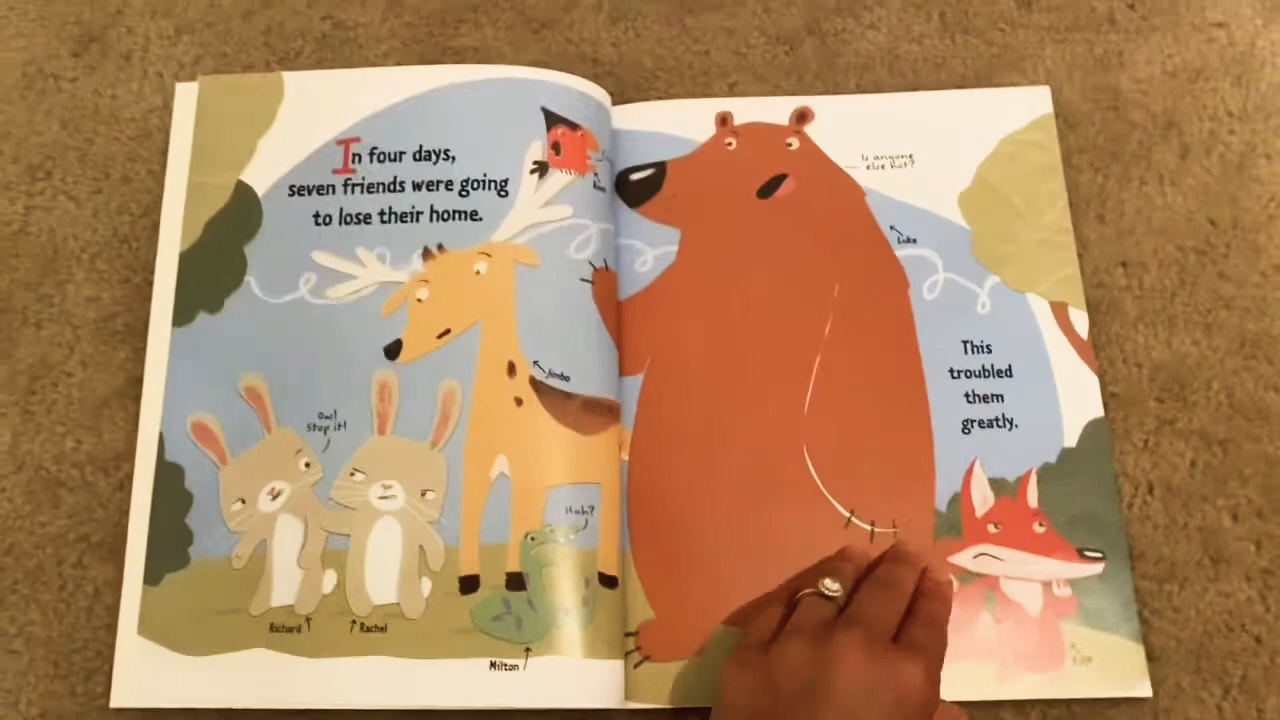 In four days,
seven friends were going
to lose their home.
Is anyone
else hot?
Luke
Jimbo
Ow!
Stop it!
Huh?
This
troubled
them
greatly.
Richard
Rachel
Milton